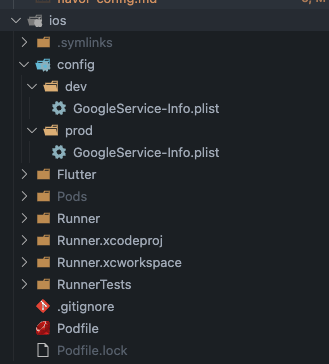 ios
.symlinks
config
dev
GoogleService-Info.plist
prod
GoogleService-Info.plist
Flutter
Pods
Runner
Runner.xcodeproj
Runner.xcworkspace
RunnerTests
.gitignore
Podfile
Podfile.lock